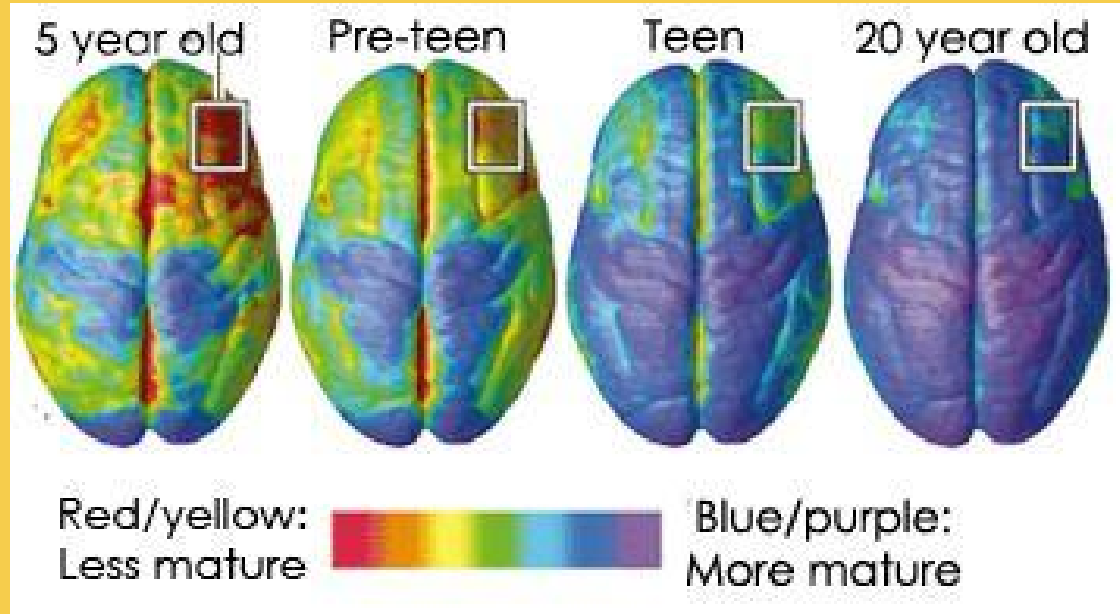 5 year old
Pre-teen
Teen
20 year old
Red/yellow:
Less mature
Blue/purple:
More mature